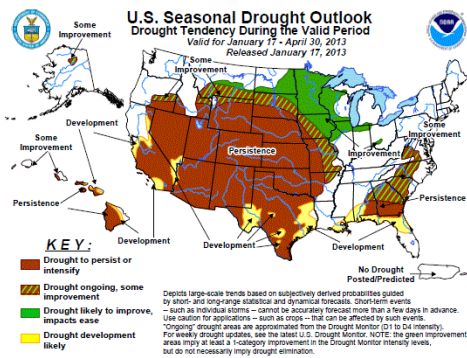 U.S. Seasonal Drought Outlook
Drought Tendency During the Valid Period
Valid for January 17 - April 30, 2013
Released January 17, 2013
Some
Improvement
Some
Improvement
Development
Some
Improvement
Some
Improvement
Persistence
Improvement
Persistence
Persistence
Development
Development
Development
No Drought
Posted/Predicted
KEY:
Drought to persist or
intensify
Drought ongoing, some
improvement
Drought likely to improve,
impacts ease
Drought development
likely
Depicts large-scale trends based on subjectively derived probabilities guided
by short- and long-range statistical and dynamical forecasts. Short-term events
-- such as individual storms -- cannot be accurately forecast more than a few days in advance.
Use caution for applications -- such as crops -- that can be affected by such events.
"Ongoing" drought areas are approximated from the Drought Monitor (D1 to D4 intensity).
For weekly drought updates, see the latest U.S. Drought Monitor. NOTE: the green improvement
areas imply at least a 1-category improvement in the Drought Monitor intensity levels,
but do not necessarily imply drought elimination.